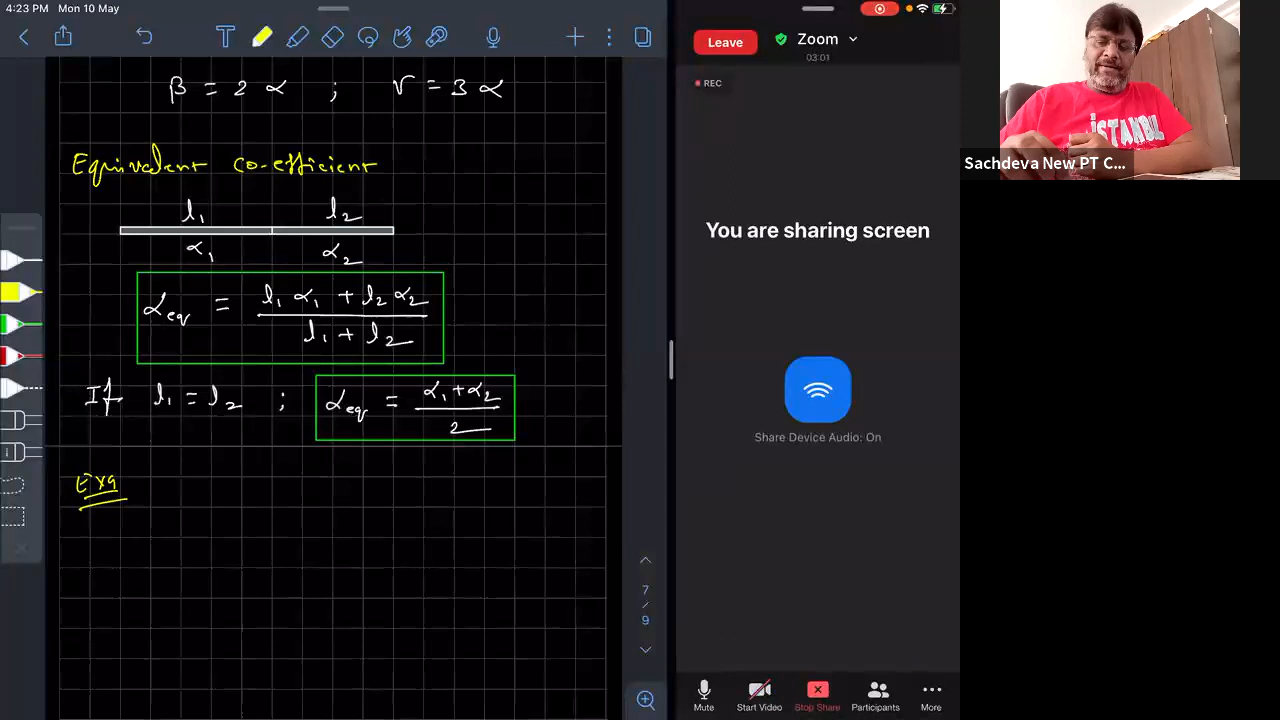 4:23 PM Mon 10 May
β = 2 α ; γ = 3 α
Equivalent co-efficient
l₁ l₂
α₁ α₂
α_eq = (l₁ α₁ + l₂ α₂) / (l₁ + l₂)
If l₁ = l₂ ; α_eq = (α₁ + α₂) / 2
Exa
7
/
9
Leave
Zoom
03:01
REC
You are sharing screen
Share Device Audio: On
Mute
Start Video
Stop Share
Participants
More
iSTANBUL
Sachdeva New PT C...